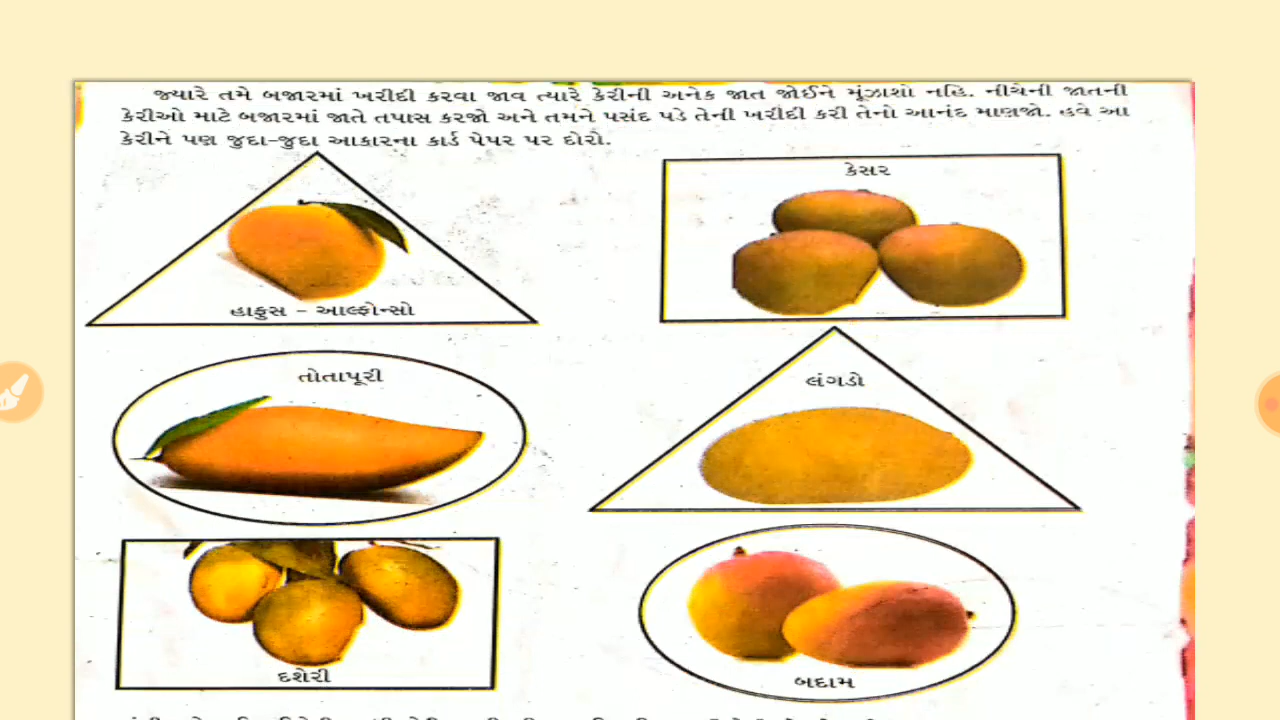 જ્યારે તમે બજારમાં ખરીદી કરવા જાવ ત્યારે કેરીની અનેક જાત જોઈને મૂંઝાશો નહિ. નીચેની જાતની
કેરીઓ માટે બજારમાં જાતે તપાસ કરજો અને તમને પસંદ પડે તેની ખરીદી કરી તેનો આનંદ માણજો. હવે આ
કેરીને પણ જુદા-જુદા આકારના કાર્ડ પેપર પર દોરો.
કેસર
હાફુસ - આલ્ફોન્સો
તોતાપૂરી
લંગડો
દશેરી
બદામ